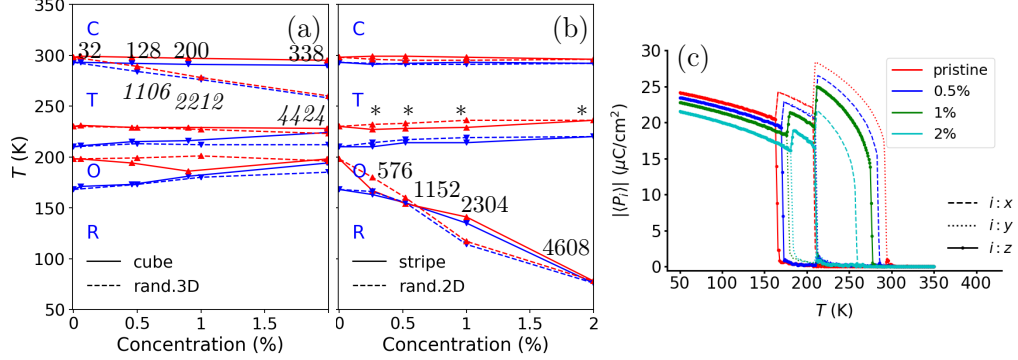 350
300
250
200
150
100
50
T (K)
(a)
C
32
128
200
338
1106
2212
4424
T
O
R
cube
rand.3D
0
0.5
1
1.5
Concentration (%)
(b)
C
T
* * * *
O
576
1152
2304
4608
R
stripe
rand.2D
0
0.5
1
1.5
2
Concentration (%)
(c)
30
25
20
15
10
5
0
|⟨Pᵢ⟩| (μC/cm²)
pristine
0.5%
1%
2%
i : x
i : y
i : z
50
100
150
200
250
300
350
400
T (K)